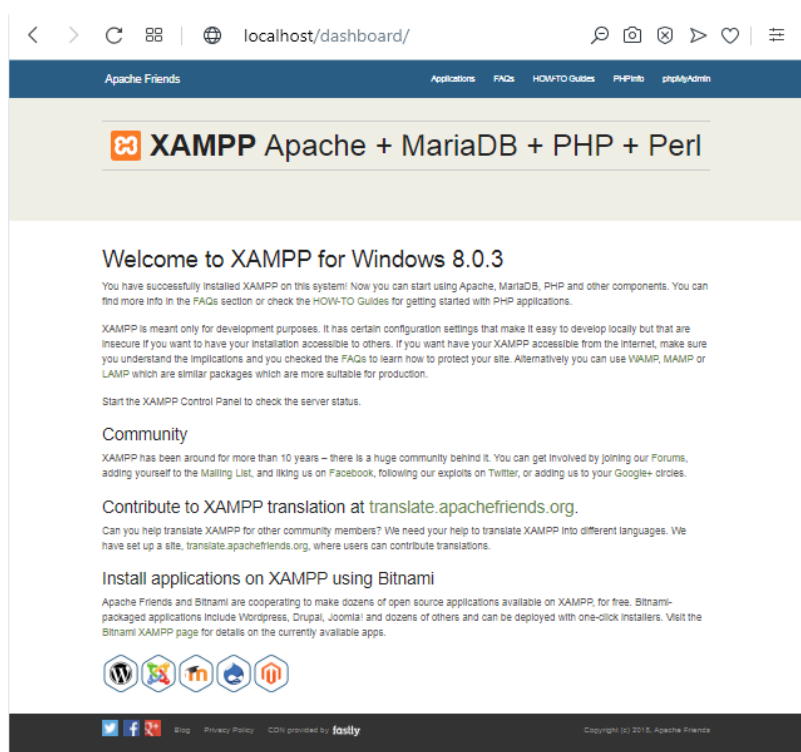 localhost/dashboard/
Apache Friends
Applications FAQs HOW-TO Guides PHPInfo phpMyAdmin
XAMPP Apache + MariaDB + PHP + Perl
Welcome to XAMPP for Windows 8.0.3
You have successfully installed XAMPP on this system! Now you can start using Apache, MariaDB, PHP and other components. You can
find more info in the FAQs section or check the HOW-TO Guides for getting started with PHP applications.
XAMPP is meant only for development purposes. It has certain configuration settings that make it easy to develop locally but that are
insecure if you want to have your installation accessible to others. If you want have your XAMPP accessible from the internet, make sure
you understand the implications and you checked the FAQs to learn how to protect your site. Alternatively you can use WAMP, MAMP or
LAMP which are similar packages which are more suitable for production.
Start the XAMPP Control Panel to check the server status.
Community
XAMPP has been around for more than 10 years – there is a huge community behind it. You can get involved by joining our Forums,
adding yourself to the Mailing List, and liking us on Facebook, following our exploits on Twitter, or adding us to your Google+ circles.
Contribute to XAMPP translation at translate.apachefriends.org.
Can you help translate XAMPP for other community members? We need your help to translate XAMPP into different languages. We
have set up a site, translate.apachefriends.org, where users can contribute translations.
Install applications on XAMPP using Bitnami
Apache Friends and Bitnami are cooperating to make dozens of open source applications available on XAMPP, for free. Bitnami-
packaged applications include Wordpress, Drupal, Joomla! and dozens of others and can be deployed with one-click installers. Visit the
Bitnami XAMPP page for details on the currently available apps.
Blog Privacy Policy CDN provided by fastly
Copyright (c) 2018, Apache Friends